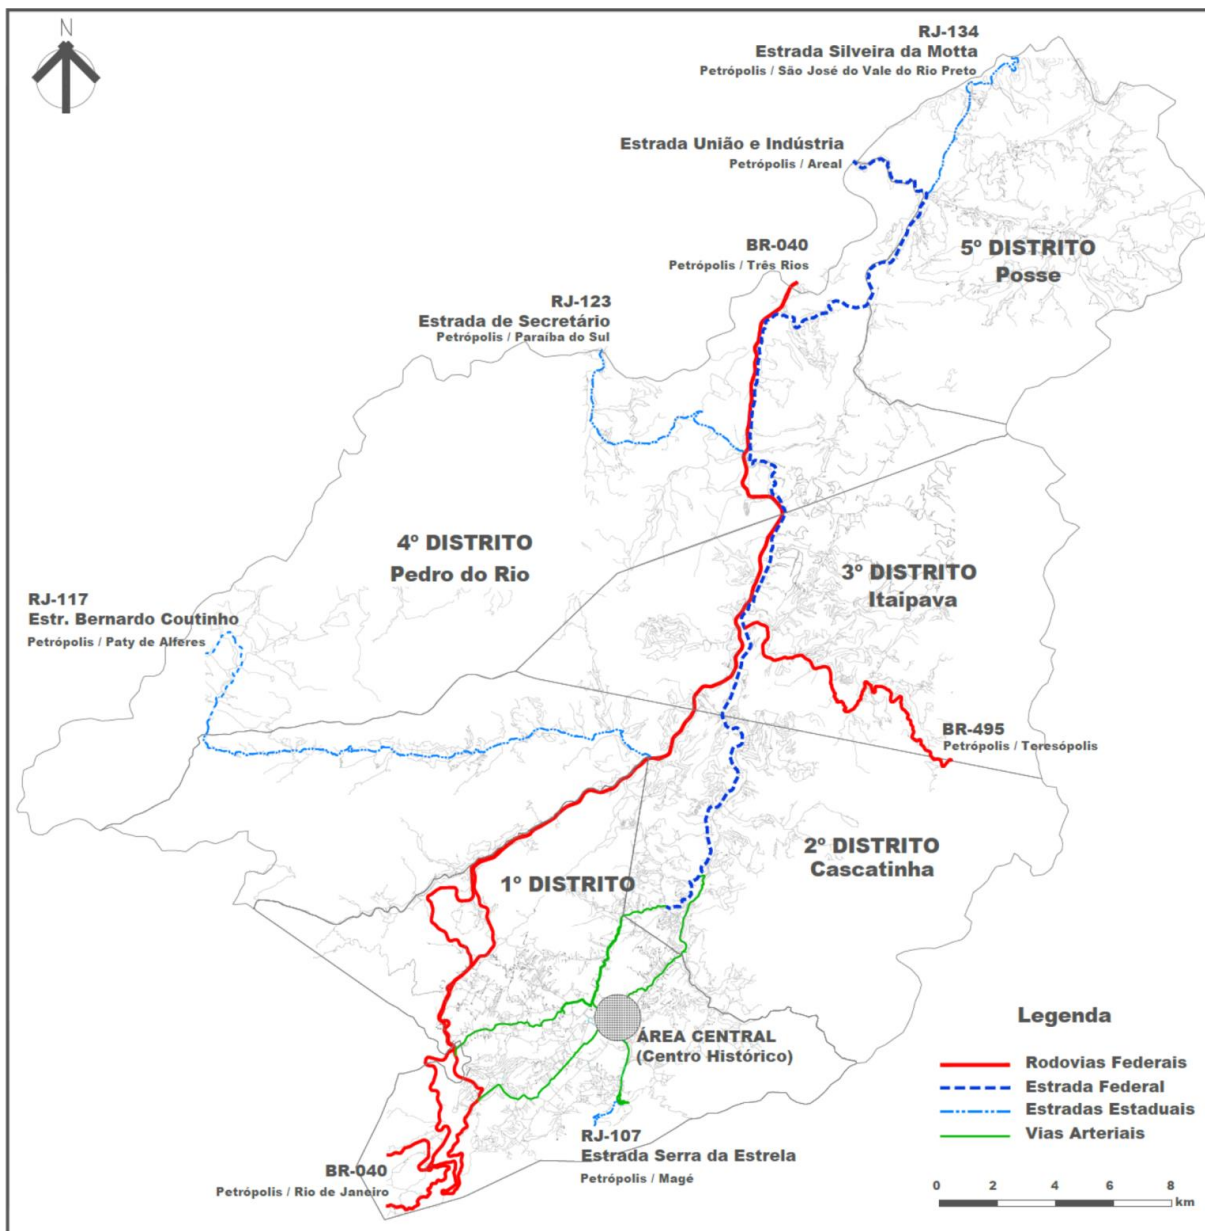 N
RJ-134
Estrada Silveira da Motta
Petrópolis / São José do Vale do Rio Preto
Estrada União e Indústria
Petrópolis / Areal
BR-040
Petrópolis / Três Rios
5º DISTRITO
Posse
RJ-123
Estrada de Secretário
Petrópolis / Paraíba do Sul
4º DISTRITO
Pedro do Rio
3º DISTRITO
Itaipava
RJ-117
Estr. Bernardo Coutinho
Petrópolis / Paty de Alferes
BR-495
Petrópolis / Teresópolis
2º DISTRITO
Cascatinha
1º DISTRITO
ÁREA CENTRAL
(Centro Histórico)
RJ-107
Estrada Serra da Estrela
Petrópolis / Magé
BR-040
Petrópolis / Rio de Janeiro
Legenda
Rodovias Federais
Estrada Federal
Estradas Estaduais
Vias Arteriais
0 2 4 6 8
km